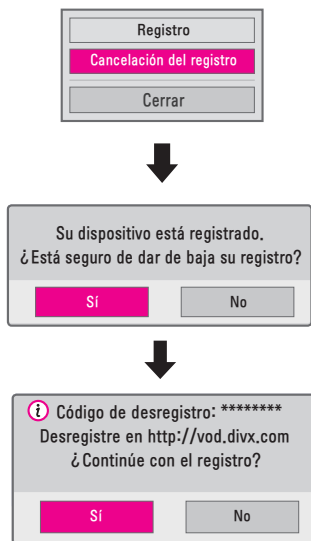 Registro
Cancelación del registro
Cerrar
Su dispositivo está registrado.
¿Está seguro de dar de baja su registro?
Sí No
i Código de desregistro: ********
Desregistre en http://vod.divx.com
¿Continúe con el registro?
Sí No